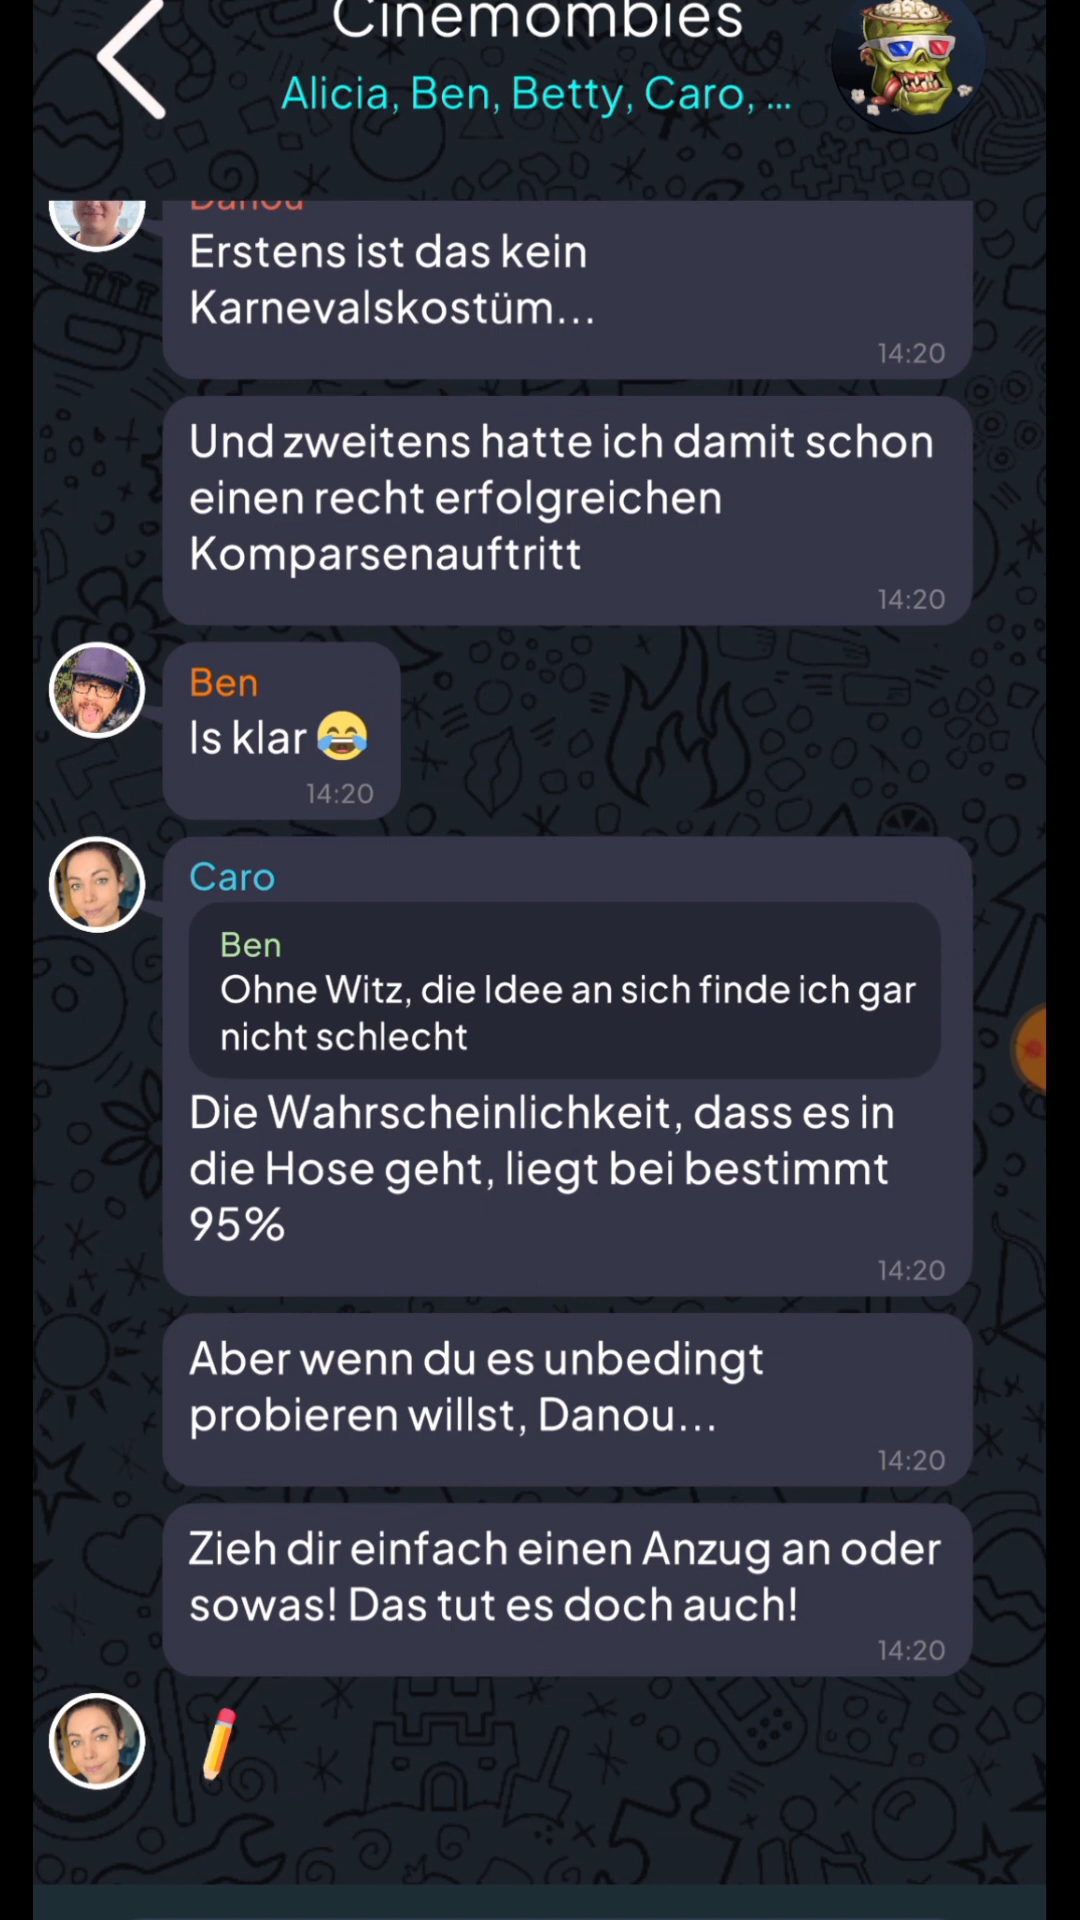 Cinemombies
Alicia, Ben, Betty, Caro, ...
Danou
Erstens ist das kein
Karnevalskostüm...
14:20
Und zweitens hatte ich damit schon
einen recht erfolgreichen
Komparsenauftritt
14:20
Ben
Is klar 😂
14:20
Caro
Ben
Ohne Witz, die Idee an sich finde ich gar
nicht schlecht
Die Wahrscheinlichkeit, dass es in
die Hose geht, liegt bei bestimmt
95%
14:20
Aber wenn du es unbedingt
probieren willst, Danou...
14:20
Zieh dir einfach einen Anzug an oder
sowas! Das tut es doch auch!
14:20